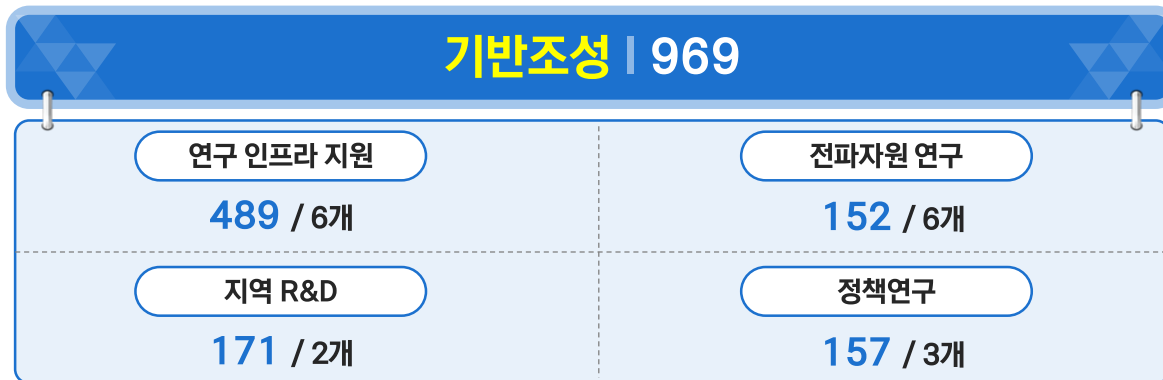 기반조성 | 969
연구 인프라 지원
489 / 6개
전파자원 연구
152 / 6개
지역 R&D
171 / 2개
정책연구
157 / 3개